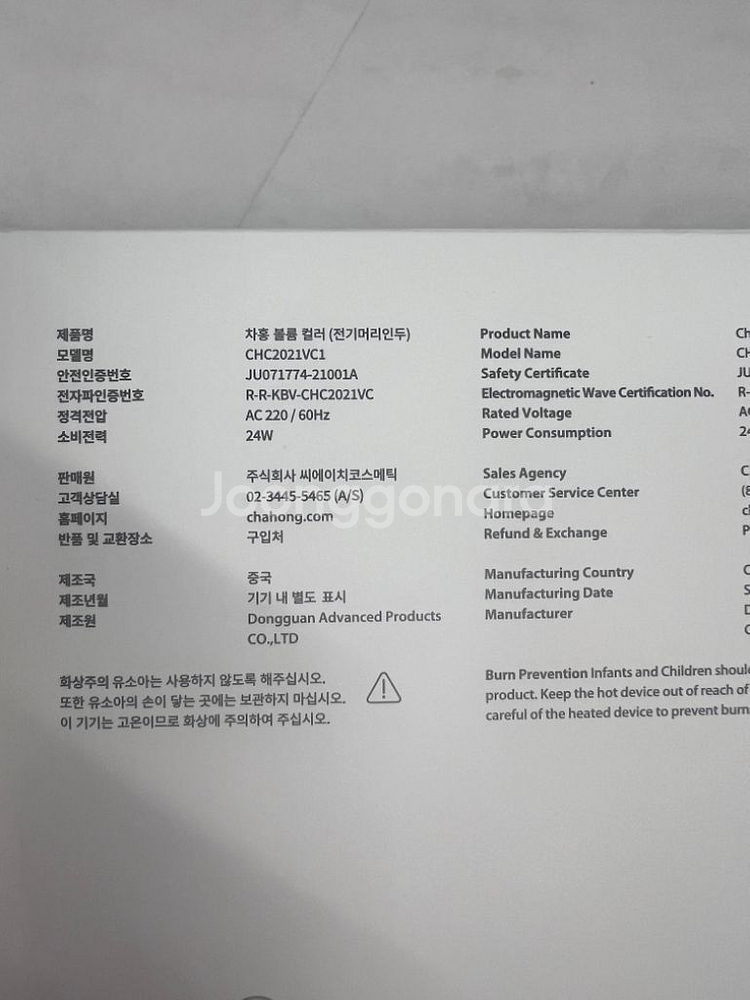 제품명 차홍 볼륨 컬러 (전기머리인두) Product Name Ch
모델명 CHC2021VC1 Model Name CH
안전인증번호 JU071774-21001A Safety Certificate JU
전자파인증번호 R-R-KBV-CHC2021VC Electromagnetic Wave Certification No. R-
정격전압 AC 220 / 60Hz Rated Voltage AC
소비전력 24W Power Consumption 24
판매원 주식회사 씨에이치코스메틱 Sales Agency C
고객상담실 02-3445-5465 (A/S) Customer Service Center (8
홈페이지 chahong.com Homepage c
반품 및 교환장소 구입처 Refund & Exchange P
Joonggonara
제조국 중국 Manufacturing Country C
제조년월 기기 내 별도 표시 Manufacturing Date S
제조원 Dongguan Advanced Products Manufacturer D
CO.,LTD C
화상주의 유소아는 사용하지 않도록 해주십시오. Burn Prevention Infants and Children should
또한 유소아의 손이 닿는 곳에는 보관하지 마십시오. product. Keep the hot device out of reach of
이 기기는 고온이므로 화상에 주의하여 주십시오. careful of the heated device to prevent burn